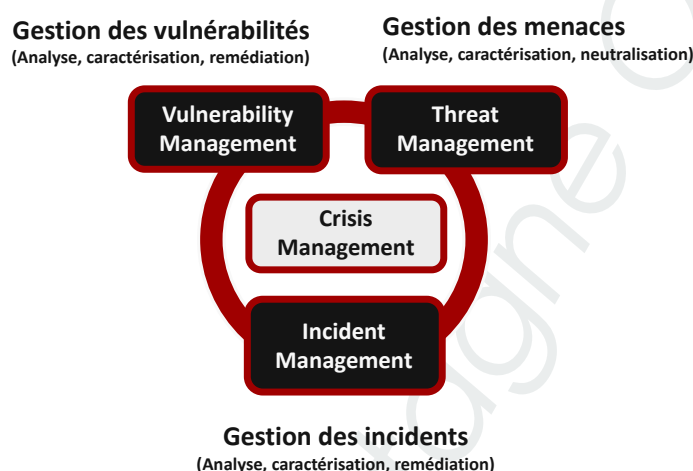 Gestion des vulnérabilités
(Analyse, caractérisation, remédiation)
Gestion des menaces
(Analyse, caractérisation, neutralisation)
Vulnerability
Management
Threat
Management
Crisis
Management
Incident
Management
Gestion des incidents
(Analyse, caractérisation, remédiation)